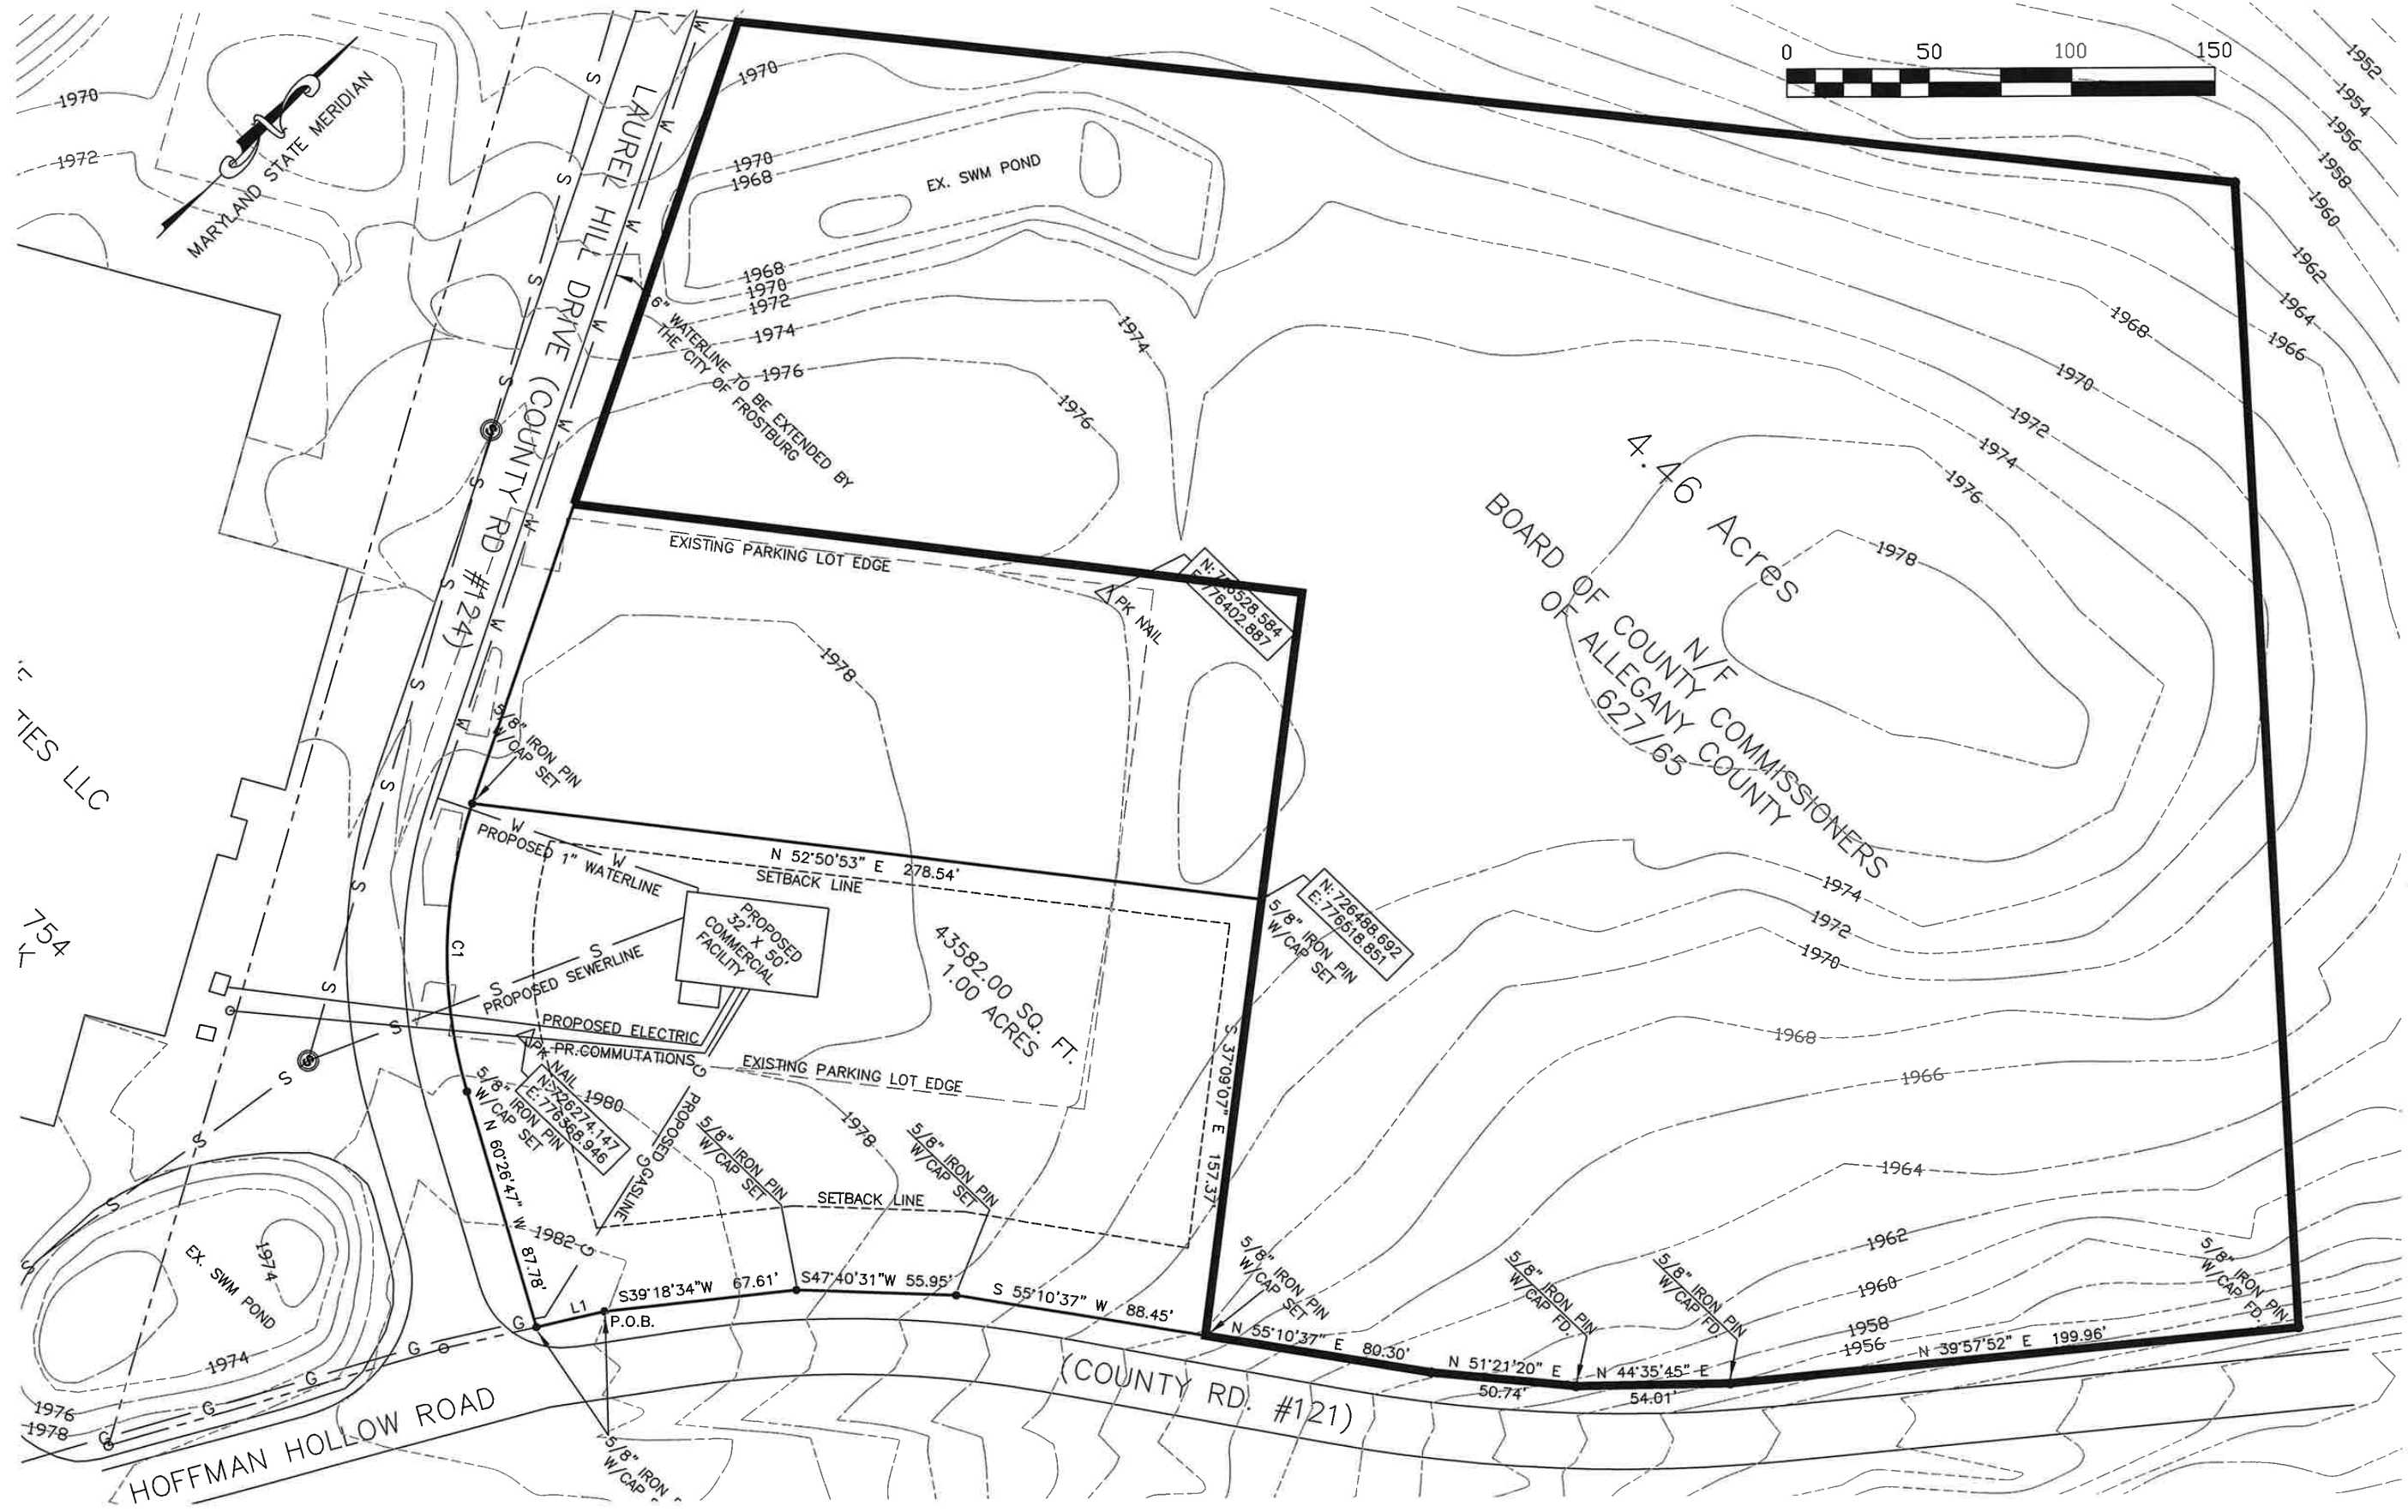 0 50 100 150
MARYLAND STATE MERIDIAN
1970
1972
1970
1970
1968
EX. SWM POND
1968
1970
1972
1974
1976
1974
1976
1952
1954
1956
1958
1960
1962
1964
1966
1968
1970
1972
1974
1976
1978
LAUREL HILL DRIVE (COUNTY RD #124)
6" WATERLINE TO BE EXTENDED BY
THE CITY OF FROSTBURG
4.46 Acres
N/F
BOARD OF COUNTY COMMISSIONERS
OF ALLEGANY COUNTY
627/65
EXISTING PARKING LOT EDGE
PK NAIL
E: 776402.887
1978
5/8" IRON PIN
W/CAP SET
TIES LLC
754
K
N 52°50'53" E 278.54'
SETBACK LINE
PROPOSED 1" WATERLINE
PROPOSED
32' X 50'
COMMERCIAL
FACILITY
43582.00 SQ. FT.
1.00 ACRES
N: 726488.692
E: 776518.851
5/8" IRON PIN
W/CAP SET
C1
PROPOSED SEWERLINE
PROPOSED ELECTRIC
PR.COMMUTATIONS
EXISTING PARKING LOT EDGE
PK NAIL
N: 726274.147
E: 776368.946
5/8" IRON PIN
W/CAP SET
1980
1978
PROPOSED
GASLINE
5/8" IRON PIN
W/CAP SET
5/8" IRON PIN
W/CAP SET
S 37°09'07" E 157.37'
N 60°26'47" W 87.78'
SETBACK LINE
1982
L1
P.O.B.
S39°18'34"W 67.61'
S47°40'31"W 55.95'
S 55°10'37" W 88.45'
5/8" IRON PIN
W/CAP SET
N 55°10'37" E 80.30'
N 51°21'20" E
50.74'
N 44°35'45" E
54.01'
N 39°57'52" E 199.96'
5/8" IRON PIN
W/CAP FD.
5/8" IRON PIN
W/CAP FD.
5/8" IRON PIN
W/CAP FD.
1974
1972
1970
1968
1966
1964
1962
1960
1958
1956
EX. SWM POND
1974
1974
1976
1978
HOFFMAN HOLLOW ROAD
(COUNTY RD. #121)
5/8" IRON
W/CAP